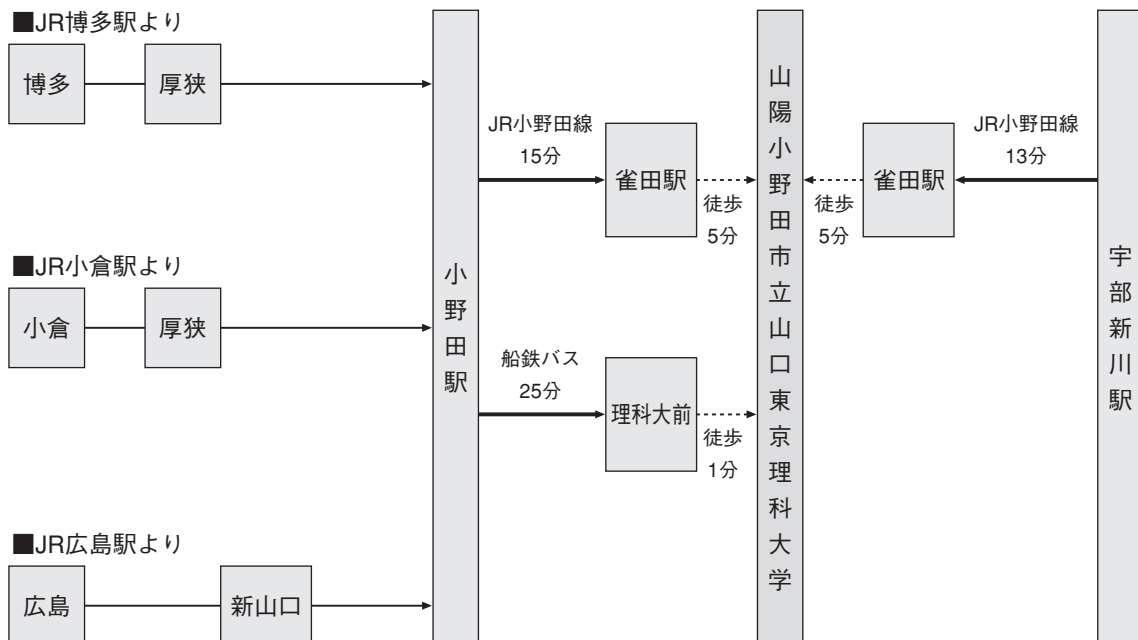 ■JR博多駅より
博多
厚狭
■JR小倉駅より
小倉
厚狭
■JR広島駅より
広島
新山口
小野田駅
JR小野田線
15分
雀田駅
徒歩
5分
船鉄バス
25分
理科大前
徒歩
1分
山陽小野田市立山口東京理科大学
徒歩
5分
雀田駅
JR小野田線
13分
宇部新川駅